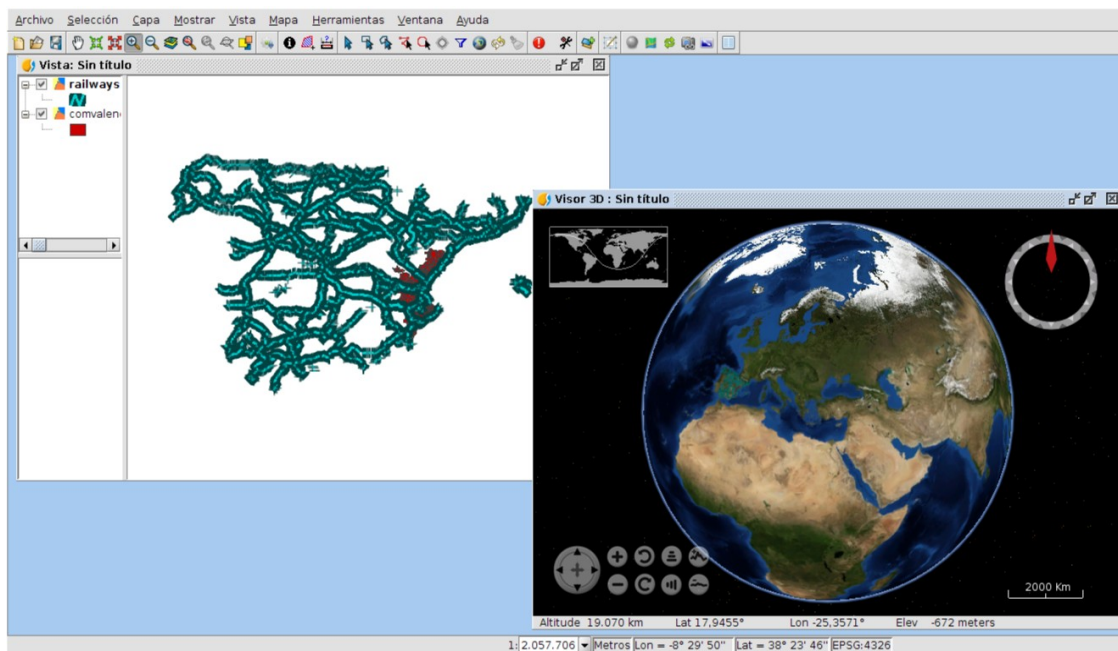 Archivo Selección Capa Mostrar Vista Mapa Herramientas Ventana Ayuda
Vista: Sin título
railways
comvalen
Visor 3D : Sin título
2000 Km
Altitude 19.070 km Lat 17,9455° Lon -25,3571° Elev -672 meters
1: 2.057.706 Metros Lon = -8° 29' 50" Lat = 38° 23' 46" EPSG:4326